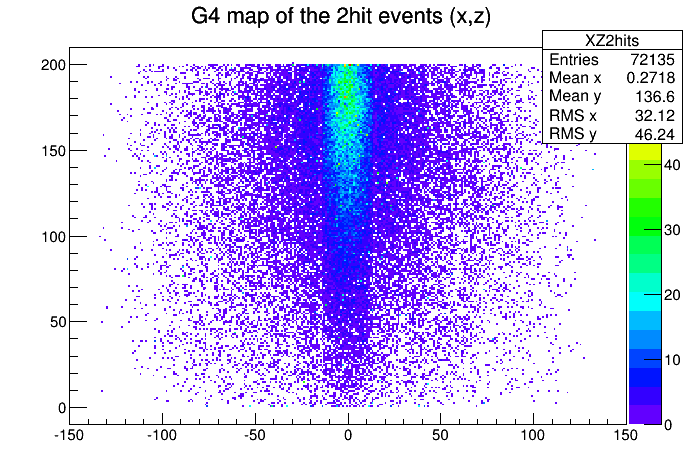 G4 map of the 2hit events (x,z)
XZ2hits
Entries 72135
Mean x 0.2718
Mean y 136.6
RMS x 32.12
RMS y 46.24
200
150
100
50
0
-150 -100 -50 0 50 100 150
40
30
20
10
0